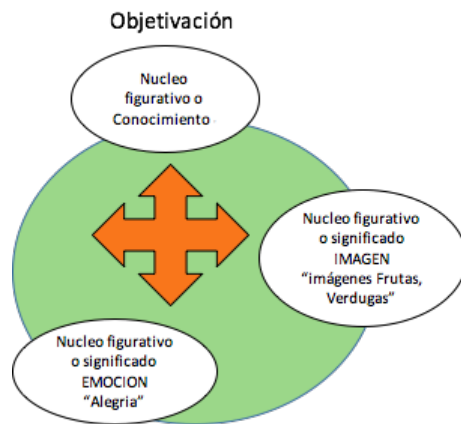 Objetivación
Nucleo
figurativo o
Conocimiento
Nucleo figurativo
o significado
IMAGEN
“imágenes Frutas,
Verdugas”
Nucleo figurativo
o significado
EMOCION
“Alegria”